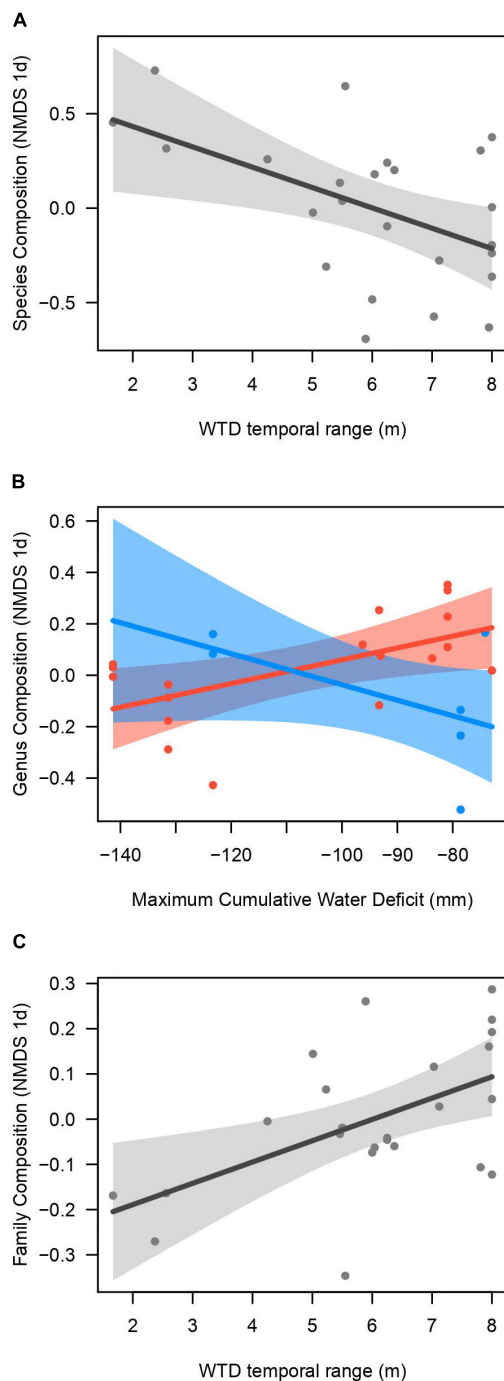 A
Species Composition (NMDS 1d)
0.5
0.0
−0.5
2 3 4 5 6 7 8
WTD temporal range (m)
B
Genus Composition (NMDS 1d)
0.6
0.4
0.2
0.0
−0.2
−0.4
−140 −120 −100 −90 −80
Maximum Cumulative Water Deficit (mm)
C
Family Composition (NMDS 1d)
0.3
0.2
0.1
0.0
−0.1
−0.2
−0.3
2 3 4 5 6 7 8
WTD temporal range (m)